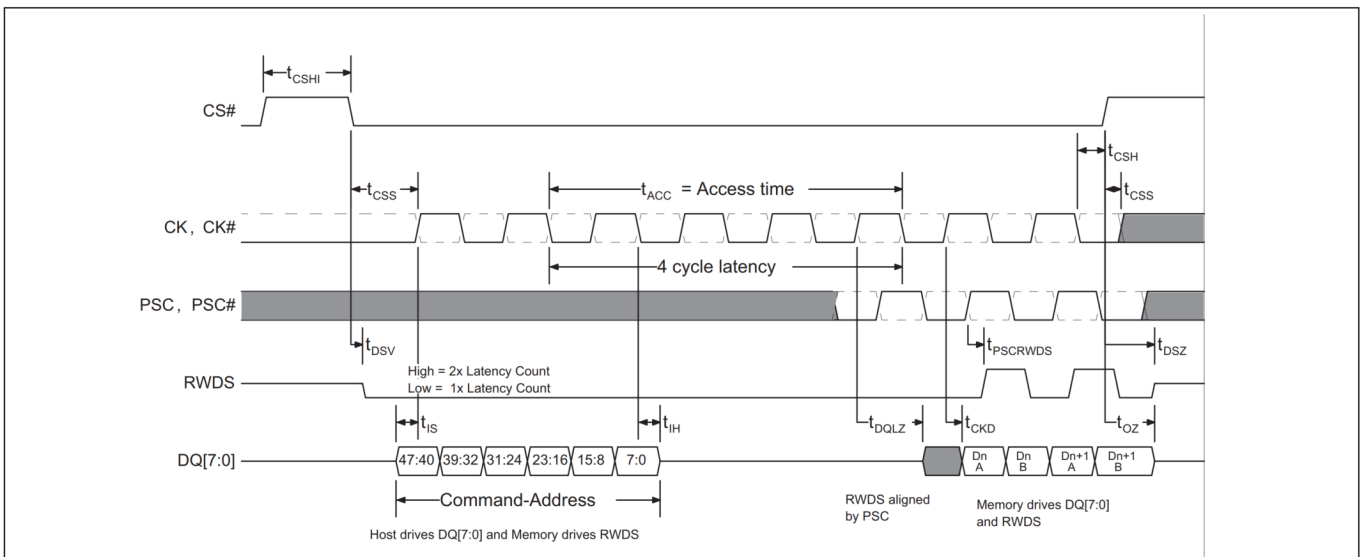 tCSHI
CS#
tCSH
tCSS
tACC = Access time
tCSS
CK, CK#
4 cycle latency
PSC, PSC#
tDSV
tPSCRWDS
tDSZ
High = 2x Latency Count
RWDS
Low = 1x Latency Count
tIS
tIH
tDQLZ
tCKD
tOZ
DQ[7:0]
47:40 39:32 31:24 23:16 15:8 7:0
Dn Dn Dn+1 Dn+1
A B A B
Command-Address
RWDS aligned
by PSC
Memory drives DQ[7:0]
and RWDS
Host drives DQ[7:0] and Memory drives RWDS